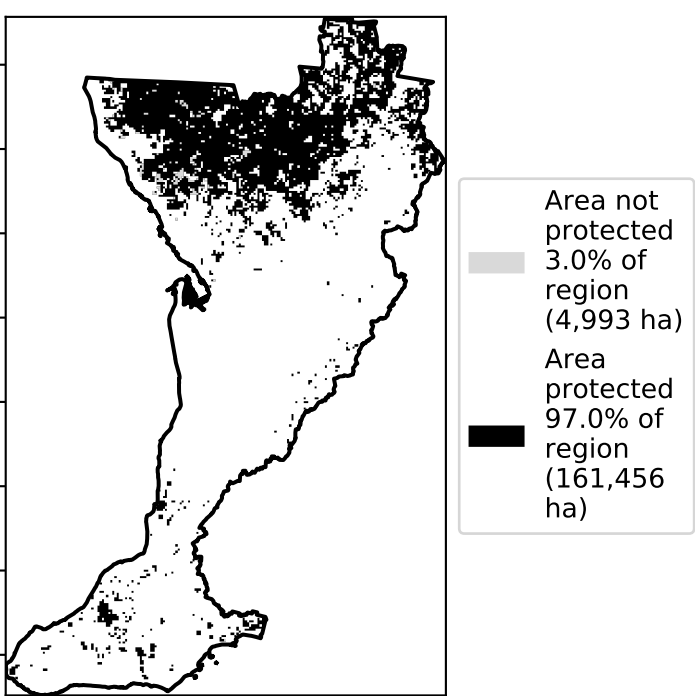 Area not
protected
3.0% of
region
(4,993 ha)
Area
protected
97.0% of
region
(161,456
ha)